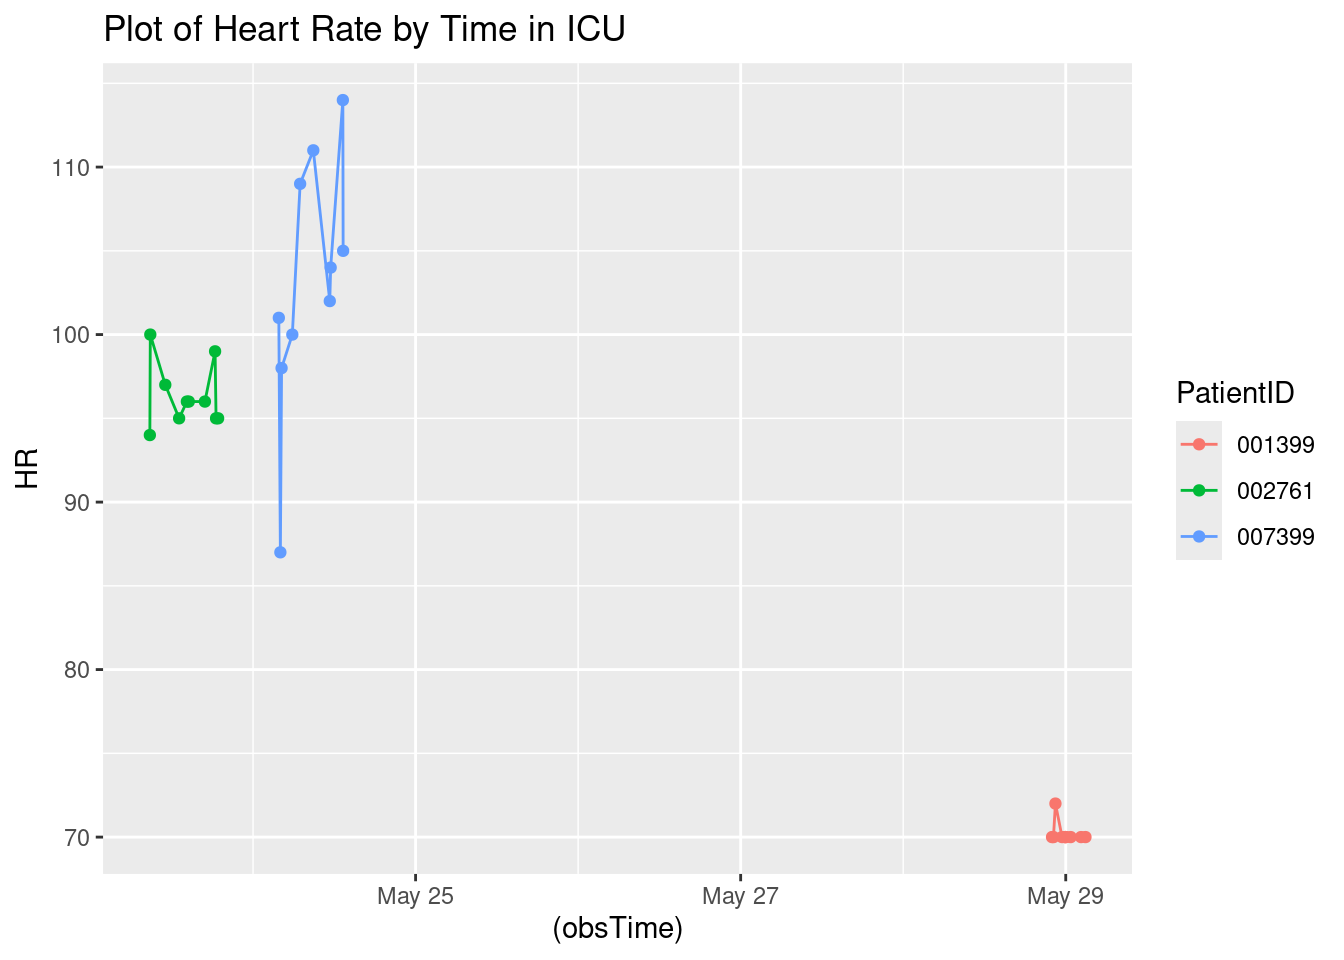 Plot of Heart Rate by Time in ICU
110
100
90
80
70
HR
May 25
May 27
May 29
(obsTime)
PatientID
001399
002761
007399